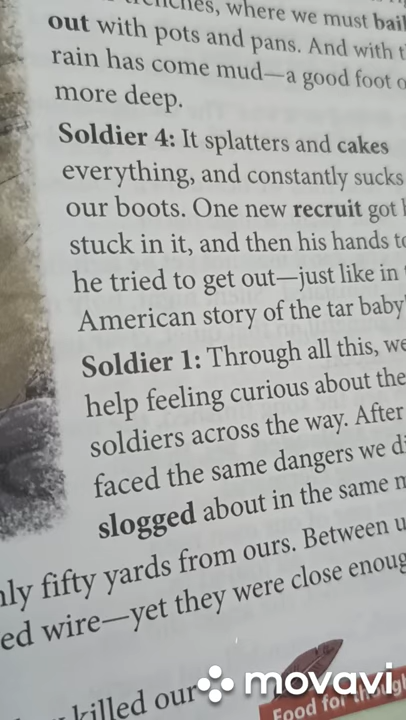 where we must bail
out with pots and pans. And with t
rain has come mud—a good foot o
more deep.
Soldier 4: It splatters and cakes
everything, and constantly sucks
our boots. One new recruit got
stuck in it, and then his hands to
he tried to get out—just like in
American story of the tar baby
Soldier 1: Through all this, we
help feeling curious about the
soldiers across the way. After
faced the same dangers we di
slogged about in the same
nly fifty yards from ours. Between u
ed wire—yet they were close enoug
killed our
movavi
Food for though